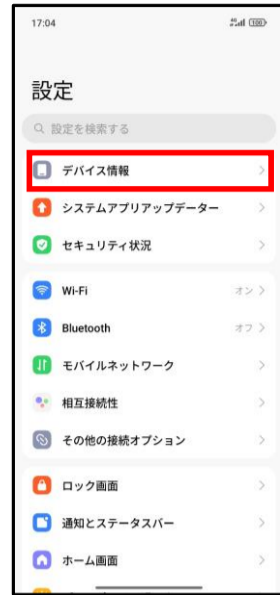 17:04
100
設定
設定を検索する
デバイス情報
システムアプリアップデーター
セキュリティ状況
Wi-Fi オン
Bluetooth オフ
モバイルネットワーク
相互接続性
その他の接続オプション
ロック画面
通知とステータスバー
ホーム画面